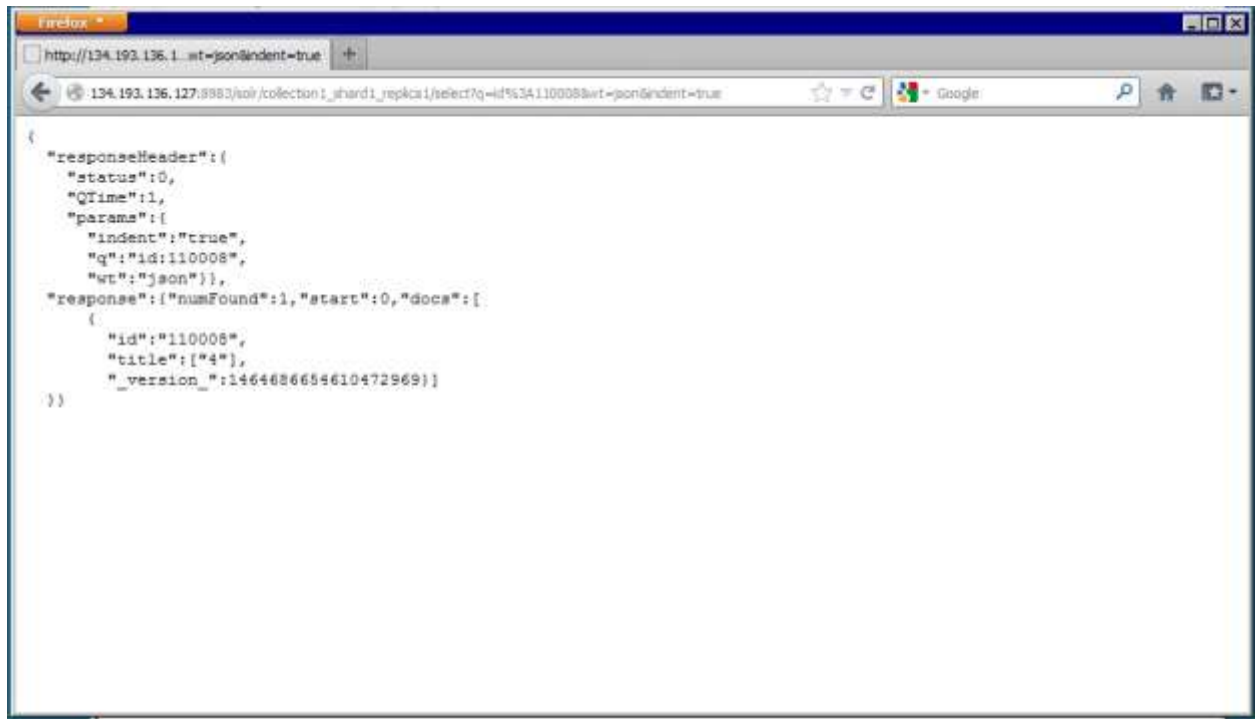 Firefox
http://134.193.136.1...wt=json&indent=true
134.193.136.127:8983/solr/collection1_shard1_replica1/select?q=id%3A110008&wt=json&indent=true
Google
{
"responseHeader":{
"status":0,
"QTime":1,
"params":{
"indent":"true",
"q":"id:110008",
"wt":"json"}},
"response":{"numFound":1,"start":0,"docs":[
{
"id":"110008",
"title":["4"],
"_version_":1464686654610472969}]
}}